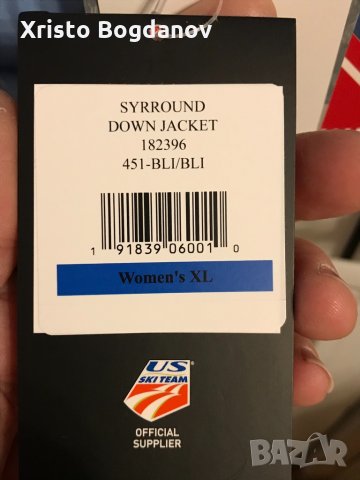 Xristo Bogdanov
SYRROUND
DOWN JACKET
182396
451-BLI/BLI
1 91839 06001 0
Women's XL
US
SKI TEAM
OFFICIAL
SUPPLIER
BAZAR